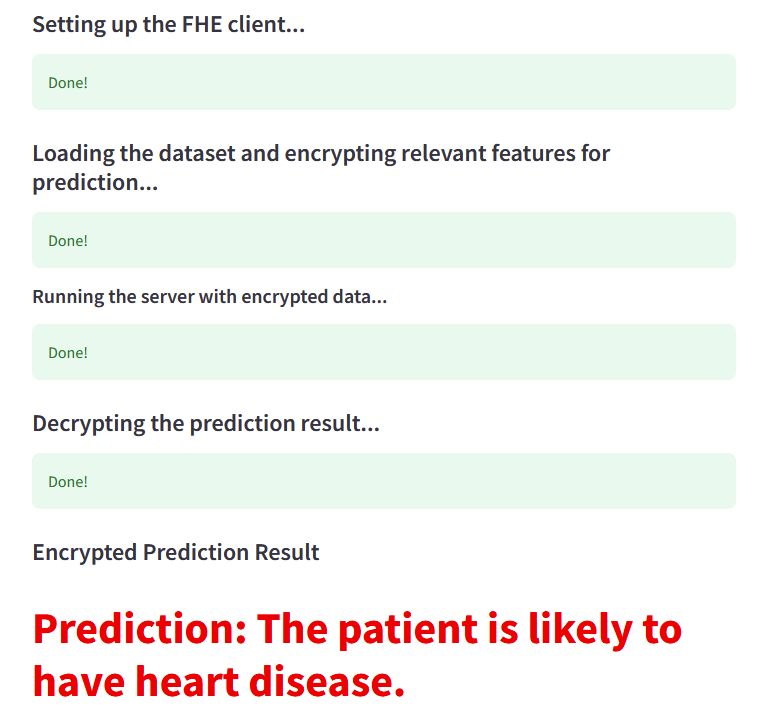 Setting up the FHE client...
Done!
Loading the dataset and encrypting relevant features for
prediction...
Done!
Running the server with encrypted data...
Done!
Decrypting the prediction result...
Done!
Encrypted Prediction Result
Prediction: The patient is likely to
have heart disease.